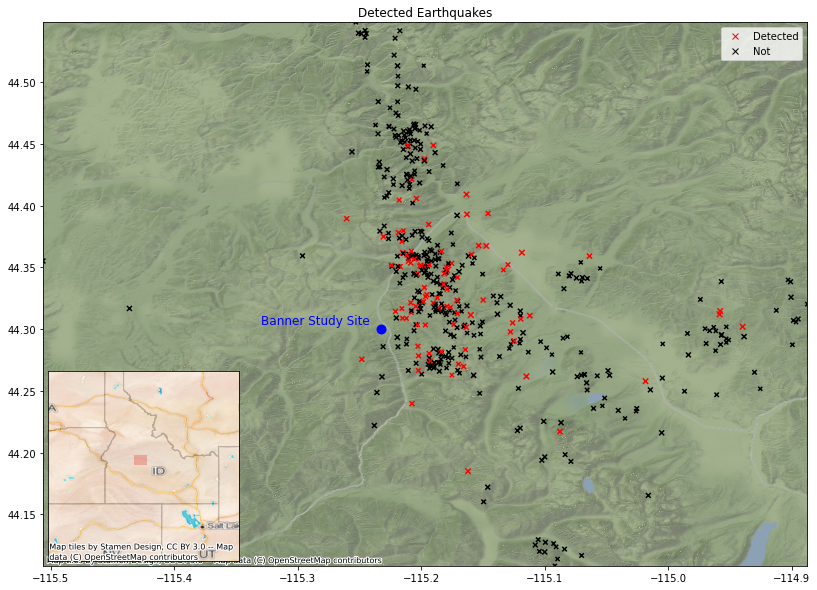 Detected Earthquakes
Detected
Not
44.50
44.45
44.40
44.35
44.30
44.25
44.20
44.15
Banner Study Site
ID
Salt Lak
UT
Map tiles by Stamen Design, CC BY 3.0 -- Map
data (C) OpenStreetMap contributors
data (C) OpenStreetMap contributors
−115.5
−115.4
−115.3
−115.2
−115.1
−115.0
−114.9